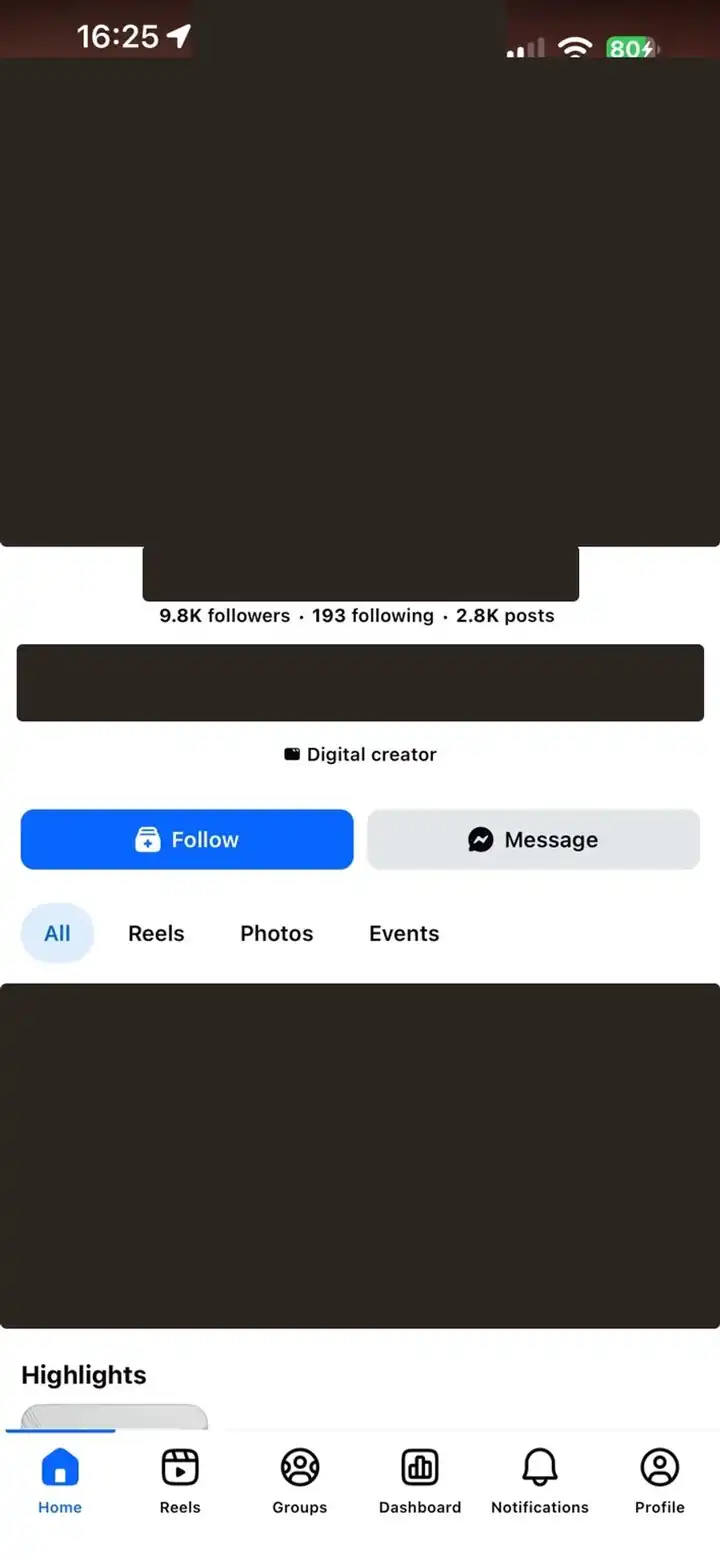 16:25
80
9.8K followers · 193 following · 2.8K posts
Digital creator
Follow
Message
All
Reels
Photos
Events
Highlights
Home
Reels
Groups
Dashboard
Notifications
Profile